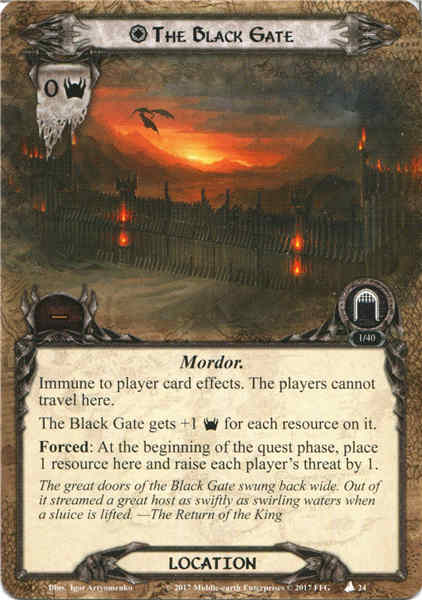 THE BLACK GATE
0
–
1/40
Mordor.
Immune to player card effects. The players cannot
travel here.
The Black Gate gets +1 for each resource on it.
Forced: At the beginning of the quest phase, place
1 resource here and raise each player's threat by 1.
The great doors of the Black Gate swung back wide. Out of
it streamed a great host as swiftly as swirling waters when
a sluice is lifted. —The Return of the King
LOCATION
Illus. Igor Artyomenko © 2017 Middle-earth Enterprises © 2017 FFG 24